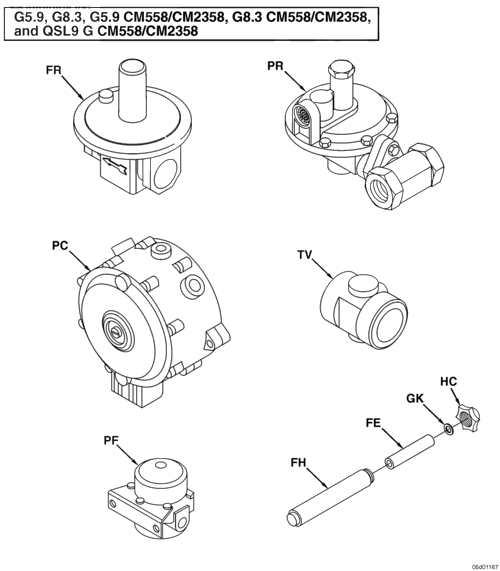 G5.9, G8.3, G5.9 CM558/CM2358, G8.3 CM558/CM2358,
and QSL9 G CM558/CM2358
FR
PR
PC
TV
HC
GK
FE
PF
FH
05d01167